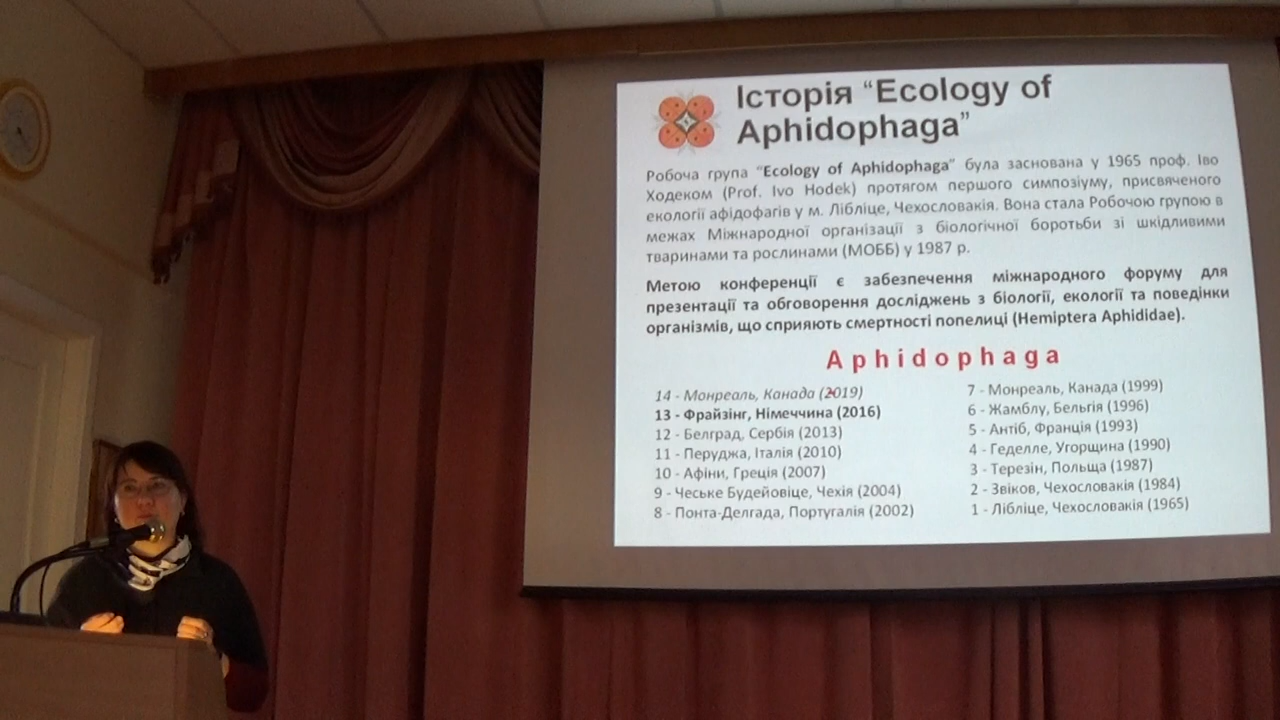 Історія “Ecology of
Aphidophaga”
Робоча група “Ecology of Aphidophaga” була заснована у 1965 проф. Іво
Ходеком (Prof. Ivo Hodek) протягом першого симпозіуму, присвяченого
екології афідофагів у м. Лібліце, Чехословакія. Вона стала Робочою групою в
межах Міжнародної організації з біологічної боротьби зі шкідливими
тваринами та рослинами (МОББ) у 1987 р.
Метою конференції є забезпечення міжнародного форуму для
презентації та обговорення досліджень з біології, екології та поведінки
організмів, що сприяють смертності попелиці (Hemiptera Aphididae).
Aphidophaga
14 - Монреаль, Канада (2019)
13 - Фрайзінг, Німеччина (2016)
12 - Белград, Сербія (2013)
11 - Перуджа, Італія (2010)
10 - Афіни, Греція (2007)
9 - Чеське Будейовіце, Чехія (2004)
8 - Понта-Делгада, Португалія (2002)
7 - Монреаль, Канада (1999)
6 - Жамблу, Бельгія (1996)
5 - Антіб, Франція (1993)
4 - Геделле, Угорщина (1990)
3 - Терезін, Польща (1987)
2 - Звіков, Чехословакія (1984)
1 - Лібліце, Чехословакія (1965)